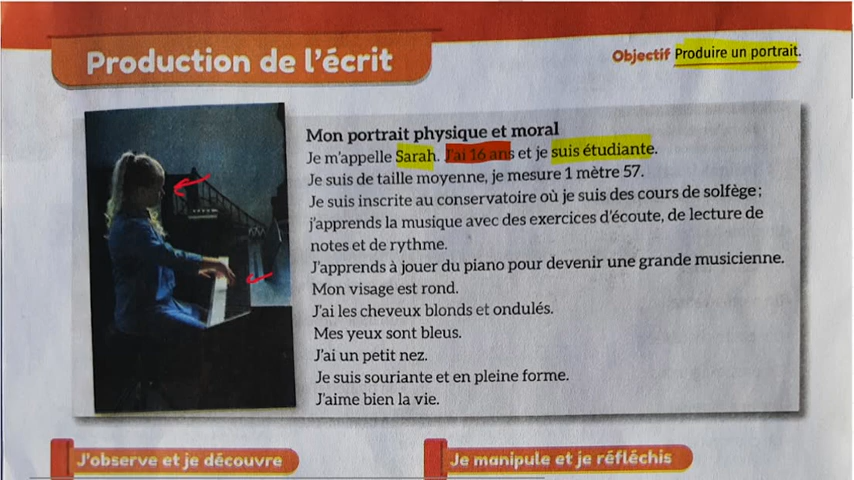 Production de l'écrit
Objectif Produire un portrait.
Mon portrait physique et moral
Je m'appelle Sarah. J'ai 16 ans et je suis étudiante.
Je suis de taille moyenne, je mesure 1 mètre 57.
Je suis inscrite au conservatoire où je suis des cours de solfège ;
j'apprends la musique avec des exercices d'écoute, de lecture de
notes et de rythme.
J'apprends à jouer du piano pour devenir une grande musicienne.
Mon visage est rond.
J'ai les cheveux blonds et ondulés.
Mes yeux sont bleus.
J'ai un petit nez.
Je suis souriante et en pleine forme.
J'aime bien la vie.
J'observe et je découvre
Je manipule et je réfléchis